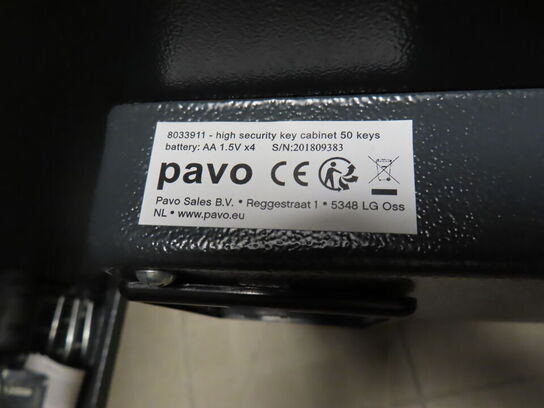 8033911 - high security key cabinet 50 keys
battery: AA 1.5V x4 S/N:201809383
pavo CE
Pavo Sales B.V. • Reggestraat 1 • 5348 LG Oss
NL • www.pavo.eu